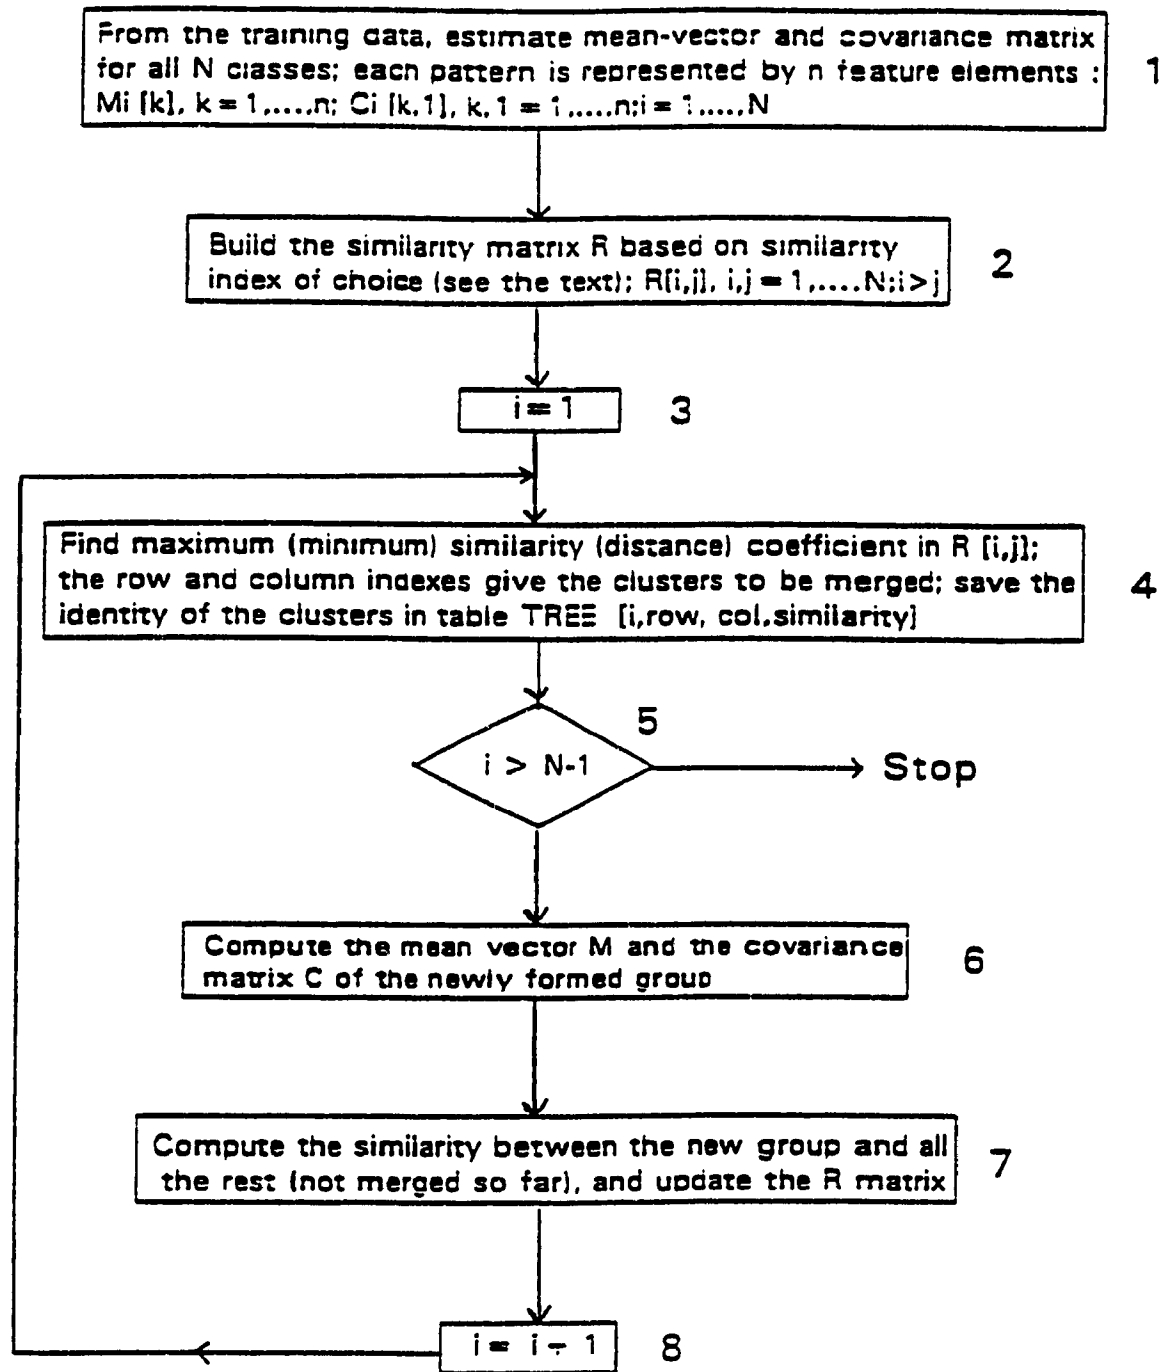 From the training data, estimate mean-vector and covariance matrix
for all N classes; each pattern is represented by n feature elements :
Mi [k], k = 1,....n; Ci [k,1], k, 1 = 1,....n;i = 1,....,N
1
Build the similarity matrix R based on similarity
index of choice (see the text); R[i,j], i,j = 1,....N;i>j
2
i = 1
3
Find maximum (minimum) similarity (distance) coefficient in R [i,j];
the row and column indexes give the clusters to be merged; save the
identity of the clusters in table TREE [i,row, col.similarity]
4
5
i > N-1
Stop
Compute the mean vector M and the covariance
matrix C of the newly formed group
6
Compute the similarity between the new group and all
the rest (not merged so far), and update the R matrix
7
i = i - 1
8